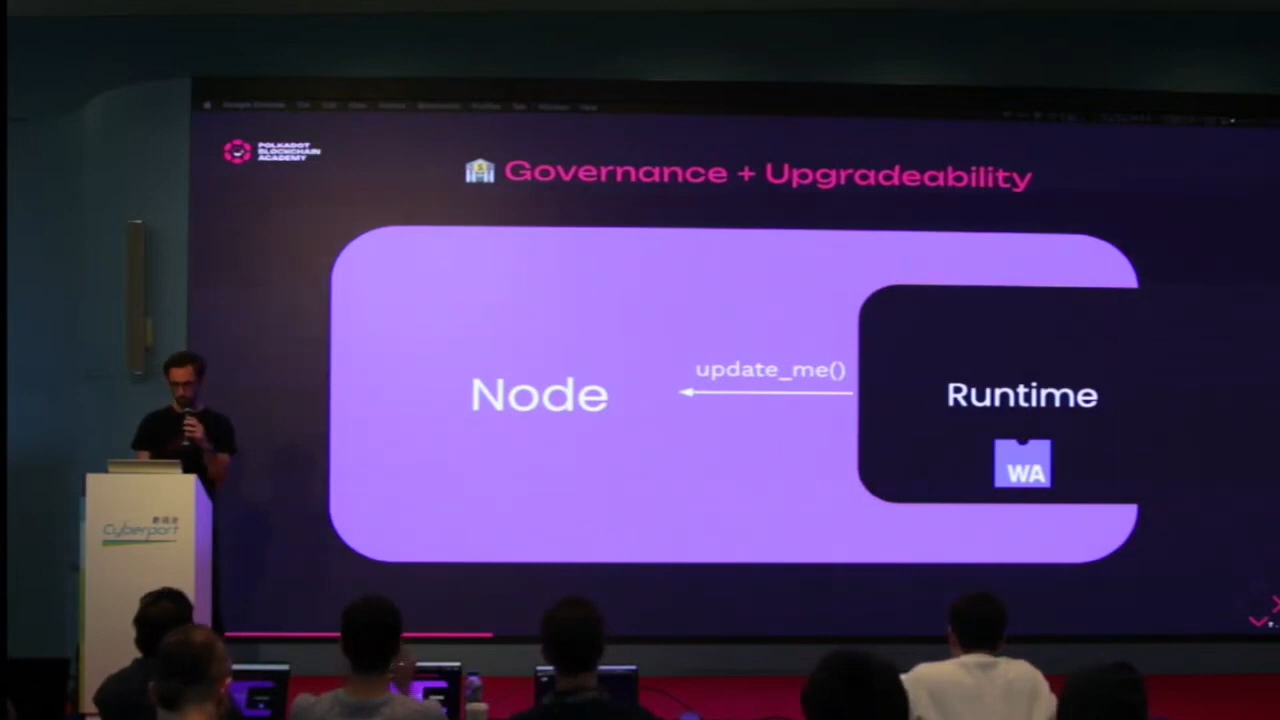 POLKADOT
BLOCKCHAIN
ACADEMY
Governance + Upgradeability
Node
update_me()
Runtime
WA
Cyberport